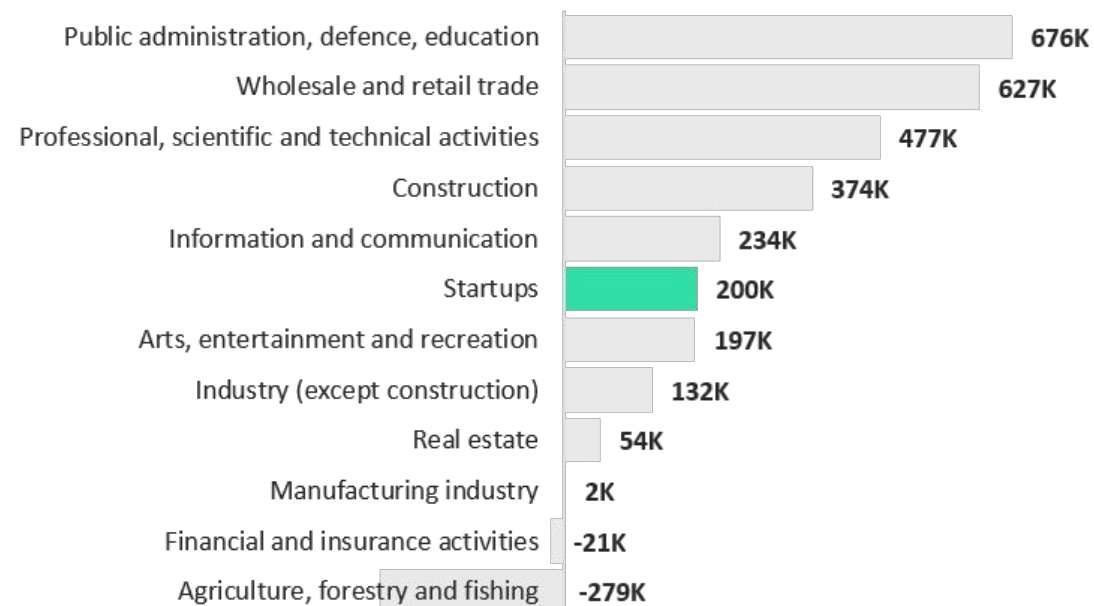 Public administration, defence, education 676K
Wholesale and retail trade 627K
Professional, scientific and technical activities 477K
Construction 374K
Information and communication 234K
Startups 200K
Arts, entertainment and recreation 197K
Industry (except construction) 132K
Real estate 54K
Manufacturing industry 2K
Financial and insurance activities -21K
Agriculture, forestry and fishing -279K